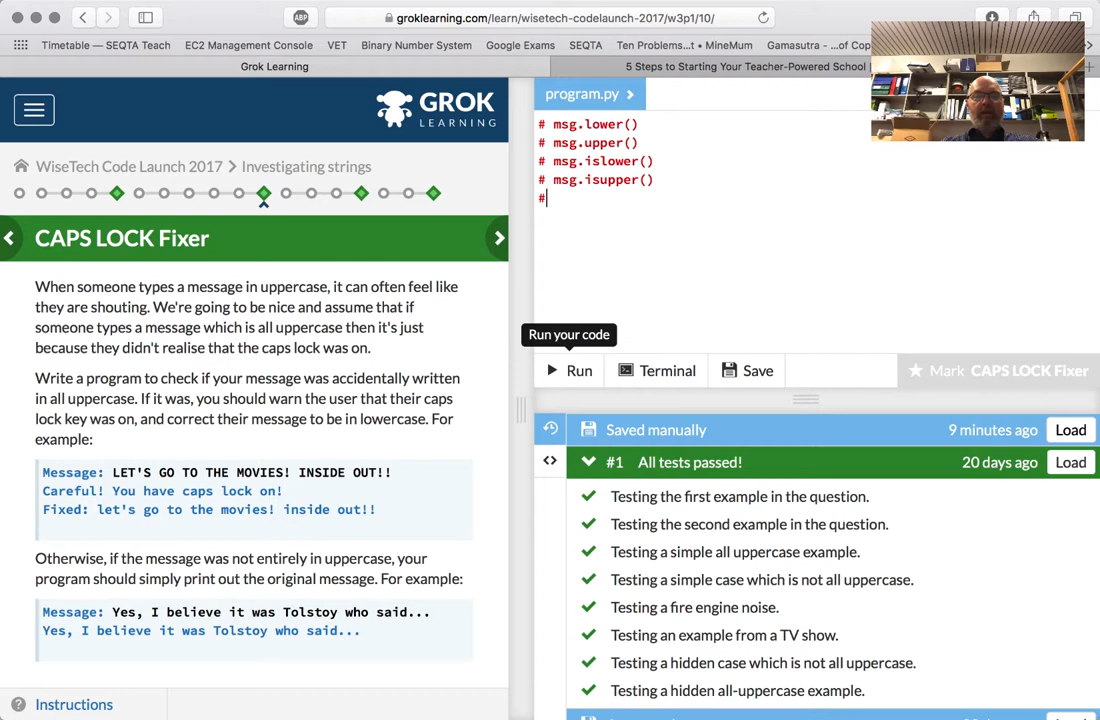 ABP
groklearning.com/learn/wisetech-codelaunch-2017/w3p1/10/
Timetable — SEQTA Teach EC2 Management Console VET Binary Number System Google Exams SEQTA Ten Problems...t • MineMum Gamasutra - ...of Cop
Grok Learning
5 Steps to Starting Your Teacher-Powered School
GROK
LEARNING
WiseTech Code Launch 2017 > Investigating strings
CAPS LOCK Fixer
When someone types a message in uppercase, it can often feel like
they are shouting. We're going to be nice and assume that if
someone types a message which is all uppercase then it's just
because they didn't realise that the caps lock was on.
Write a program to check if your message was accidentally written
in all uppercase. If it was, you should warn the user that their caps
lock key was on, and correct their message to be in lowercase. For
example:
Message: LET'S GO TO THE MOVIES! INSIDE OUT!!
Careful! You have caps lock on!
Fixed: let's go to the movies! inside out!!
Otherwise, if the message was not entirely in uppercase, your
program should simply print out the original message. For example:
Message: Yes, I believe it was Tolstoy who said...
Yes, I believe it was Tolstoy who said...
? Instructions
program.py >
# msg.lower()
# msg.upper()
# msg.islower()
# msg.isupper()
#
Run your code
Run Terminal Save Mark CAPS LOCK Fixer
Saved manually 9 minutes ago Load
#1 All tests passed! 20 days ago Load
Testing the first example in the question.
Testing the second example in the question.
Testing a simple all uppercase example.
Testing a simple case which is not all uppercase.
Testing a fire engine noise.
Testing an example from a TV show.
Testing a hidden case which is not all uppercase.
Testing a hidden all-uppercase example.